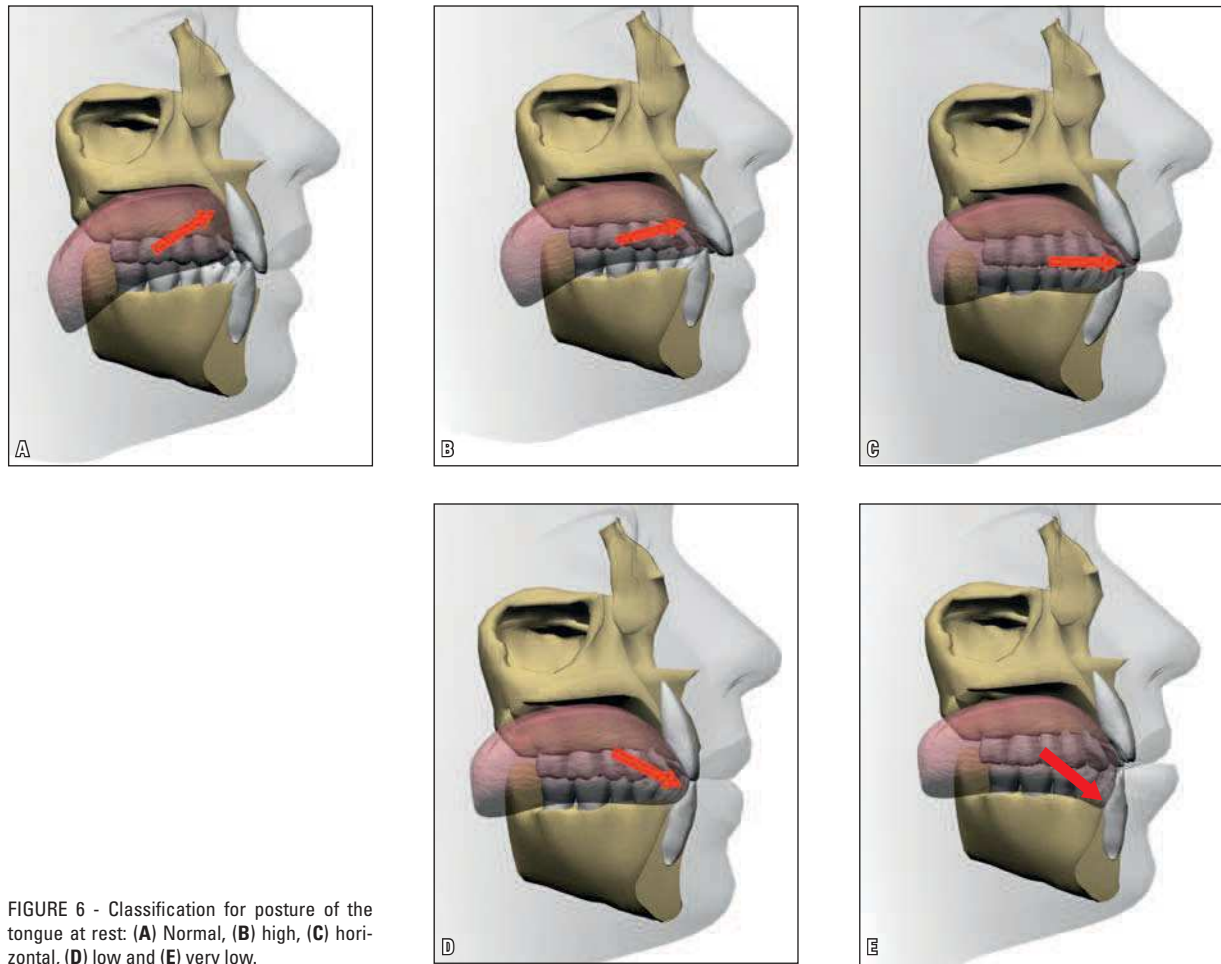 A
B
C
D
E
FIGURE 6 - Classification for posture of the
tongue at rest: (A) Normal, (B) high, (C) hori-
zontal, (D) low and (E) very low.